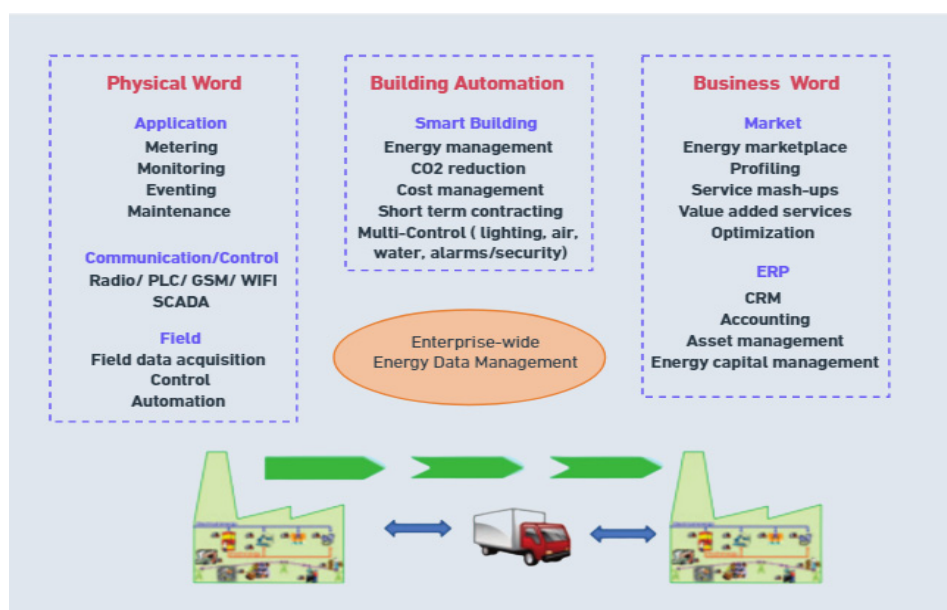 Physical Word
Application
Metering
Monitoring
Eventing
Maintenance
Communication/Control
Radio/ PLC/ GSM/ WIFI
SCADA
Field
Field data acquisition
Control
Automation
Building Automation
Smart Building
Energy management
CO2 reduction
Cost management
Short term contracting
Multi-Control ( lighting, air,
water, alarms/security)
Enterprise-wide
Energy Data Management
Business Word
Market
Energy marketplace
Profiling
Service mash-ups
Value added services
Optimization
ERP
CRM
Accounting
Asset management
Energy capital management